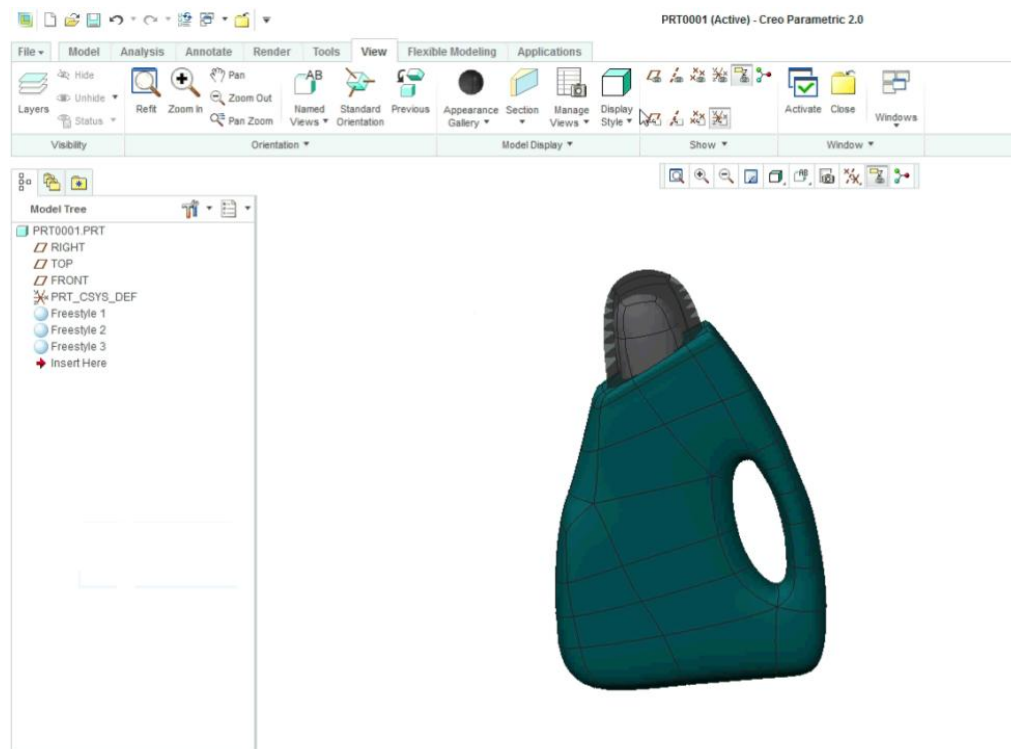 PRT0001 (Active) - Creo Parametric 2.0
File Model Analysis Annotate Render Tools View Flexible Modeling Applications
Hide
Unhide
Status
Layers
Refit
Zoom In
Pan
Zoom Out
Pan Zoom
AB
Named Views
Standard Orientation
Previous
Appearance Gallery
Section
Manage Views
Display Style
Activate
Close
Windows
Visibility Orientation Model Display Show Window
Model Tree
PRT0001.PRT
RIGHT
TOP
FRONT
PRT_CSYS_DEF
Freestyle 1
Freestyle 2
Freestyle 3
Insert Here